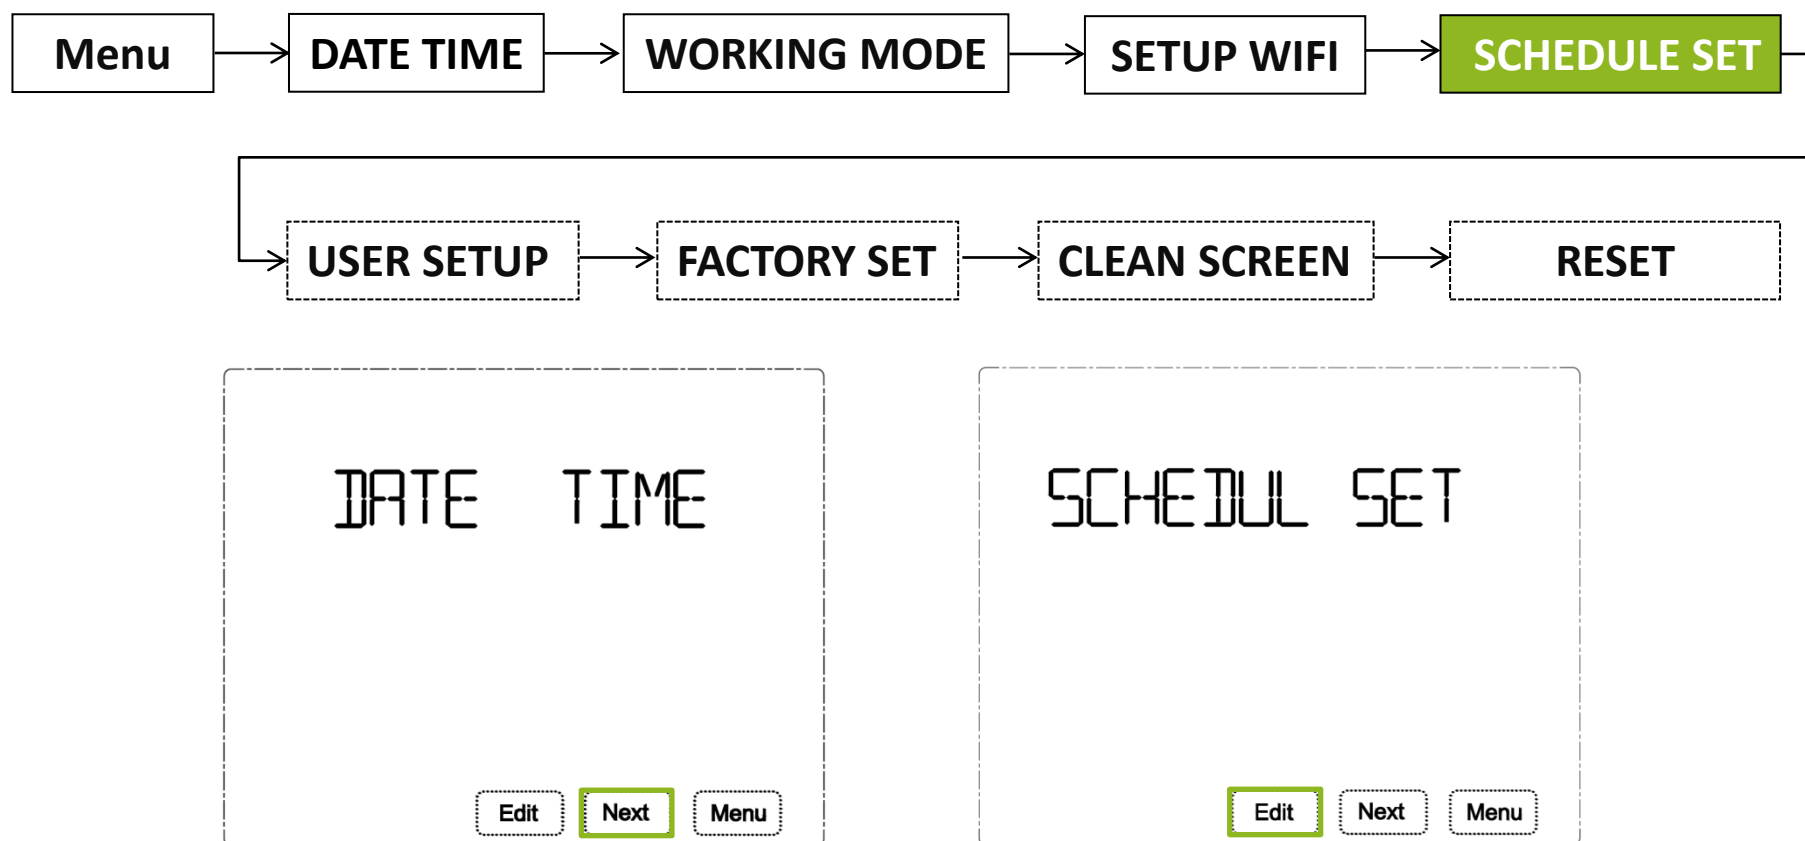 Menu DATE TIME WORKING MODE SETUP WIFI SCHEDULE SET
USER SETUP FACTORY SET CLEAN SCREEN RESET
DATE TIME
Edit Next Menu
SCHEDUL SET
Edit Next Menu